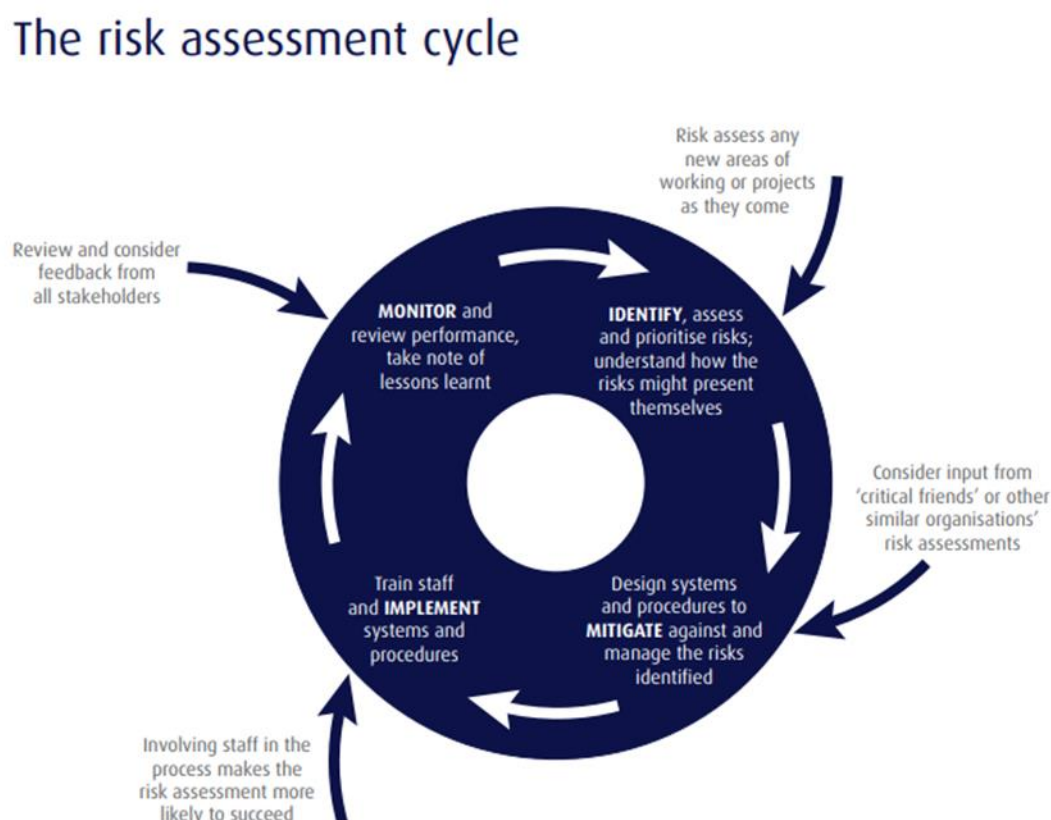 The risk assessment cycle
Risk assess any
new areas of
working or projects
as they come
Review and consider
feedback from
all stakeholders
MONITOR and
review performance,
take note of
lessons learnt
IDENTIFY, assess
and prioritise risks;
understand how the
risks might present
themselves
Consider input from
'critical friends' or other
similar organisations'
risk assessments
Train staff
and IMPLEMENT
systems and
procedures
Design systems
and procedures to
MITIGATE against and
manage the risks
identified
Involving staff in the
process makes the
risk assessment more
likely to succeed